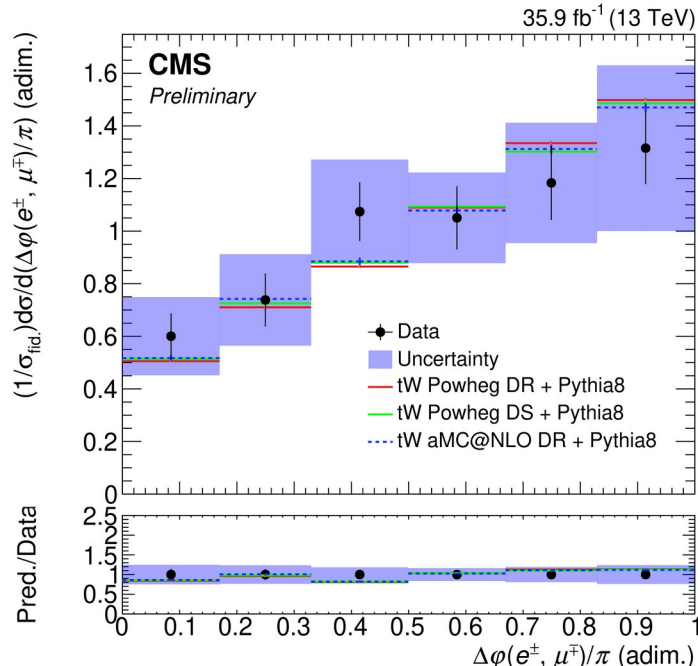 35.9 fb⁻¹ (13 TeV)
CMS
Preliminary
(1/σ_fid.)dσ/d(Δφ(e±, μ∓)/π) (adim.)
1.6
1.4
1.2
1
0.8
0.6
0.4
0.2
0
Data
Uncertainty
tW Powheg DR + Pythia8
tW Powheg DS + Pythia8
tW aMC@NLO DR + Pythia8
Pred./Data
2.5
2
1.5
1
0.5
0
0 0.1 0.2 0.3 0.4 0.5 0.6 0.7 0.8 0.9 1
Δφ(e±, μ∓)/π (adim.)